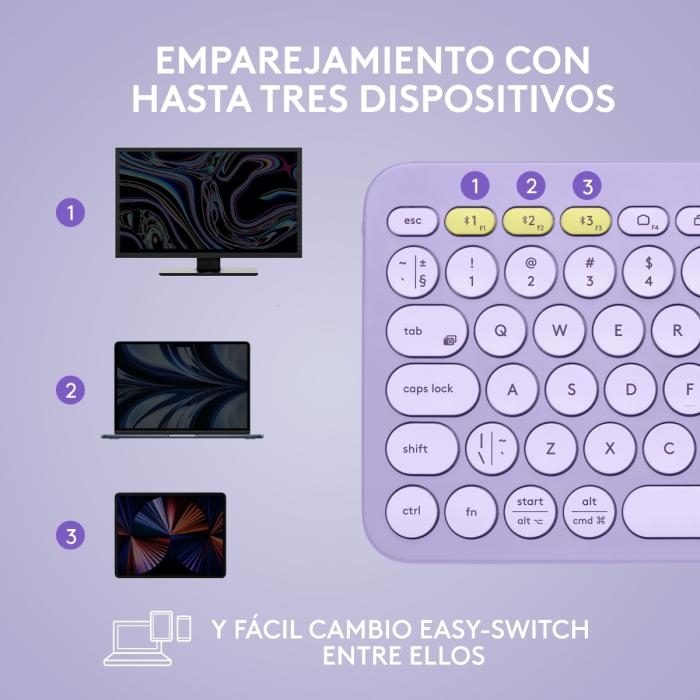 EMPAREJAMIENTO CON
HASTA TRES DISPOSITIVOS
1
2
3
1 2 3
esc 1 F1 2 F2 3 F3 F4
~ ` ± § ! 1 @ 2 # 3 $ 4
tab Q W E R
caps lock A S D F
shift | \ ~ ` Z X C
ctrl fn start alt ⌥ alt cmd ⌘
Y FÁCIL CAMBIO EASY-SWITCH
ENTRE ELLOS